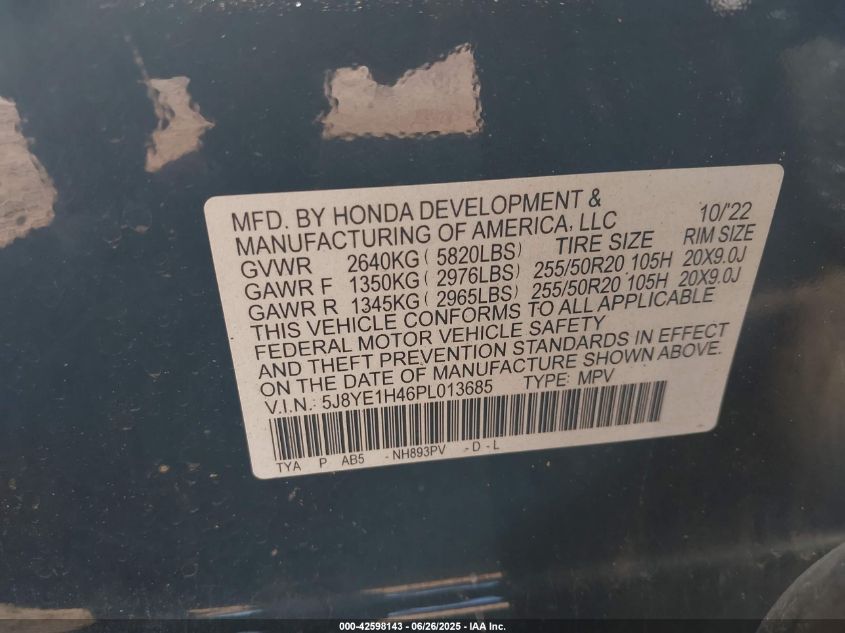 MFD. BY HONDA DEVELOPMENT & 10/'22
MANUFACTURING OF AMERICA, LLC
GVWR 2640KG ( 5820LBS) TIRE SIZE RIM SIZE
GAWR F 1350KG ( 2976LBS) 255/50R20 105H 20X9.0J
GAWR R 1345KG ( 2965LBS) 255/50R20 105H 20X9.0J
THIS VEHICLE CONFORMS TO ALL APPLICABLE
FEDERAL MOTOR VEHICLE SAFETY
AND THEFT PREVENTION STANDARDS IN EFFECT
ON THE DATE OF MANUFACTURE SHOWN ABOVE.
V.I.N.: 5J8YE1H46PL013685 TYPE: MPV
TYA P AB5 - NH893PV - D - L
000-42598143 - 06/26/2025 - IAA Inc.